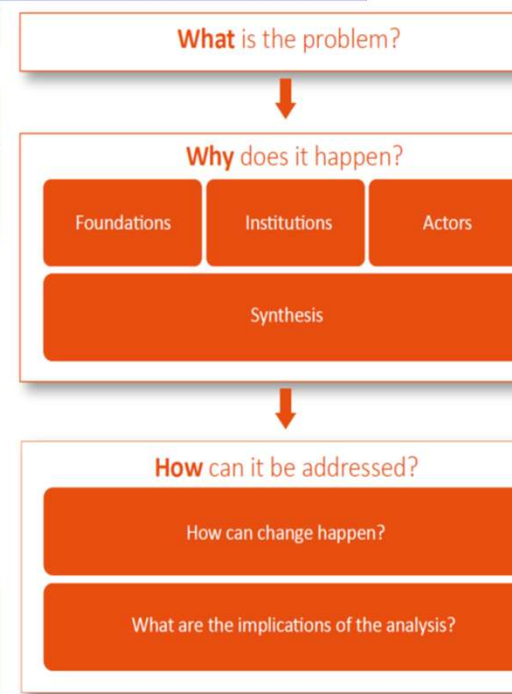 What is the problem?
Why does it happen?
Foundations
Institutions
Actors
Synthesis
How can it be addressed?
How can change happen?
What are the implications of the analysis?